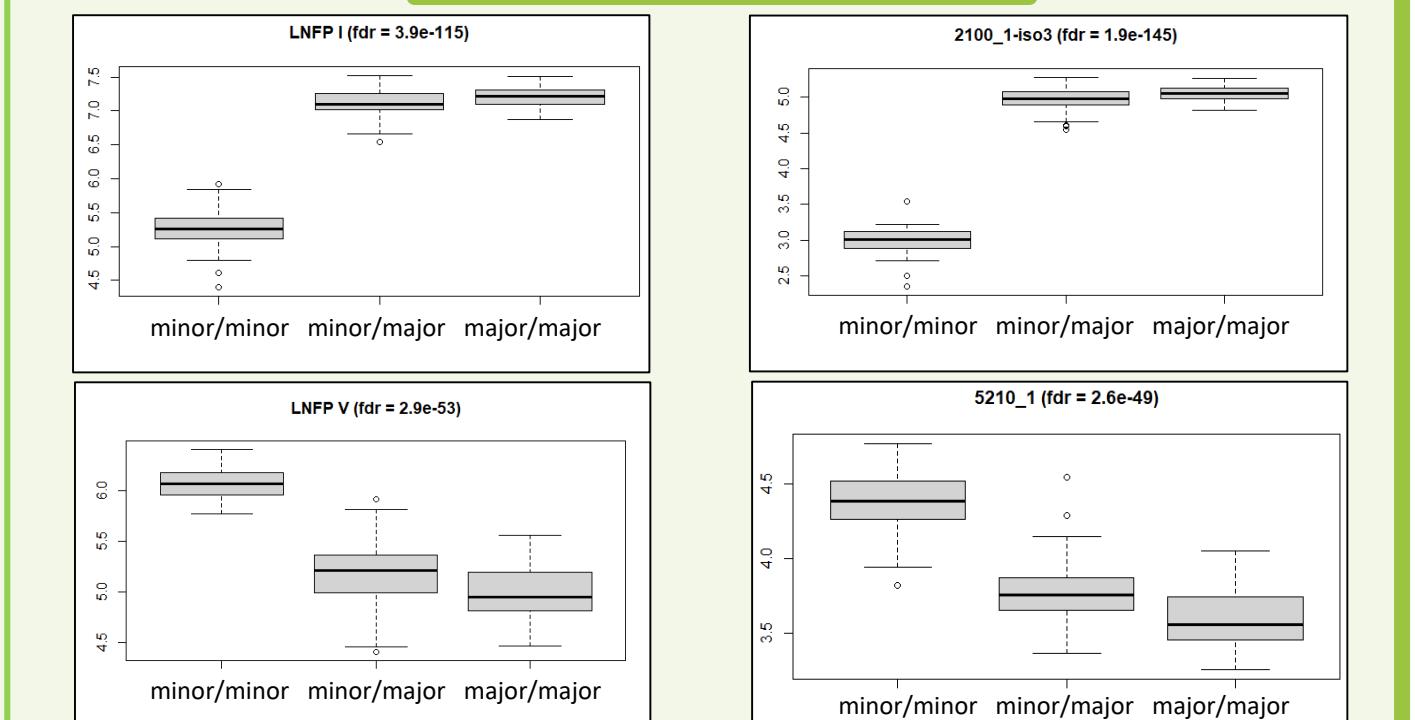 LNFP I (fdr = 3.9e-115)
7.5
7.0
6.5
6.0
5.5
5.0
4.5
minor/minor minor/major major/major
2100_1-iso3 (fdr = 1.9e-145)
5.0
4.5
4.0
3.5
3.0
2.5
minor/minor minor/major major/major
LNFP V (fdr = 2.9e-53)
6.0
5.5
5.0
4.5
minor/minor minor/major major/major
5210_1 (fdr = 2.6e-49)
4.5
4.0
3.5
minor/minor minor/major major/major